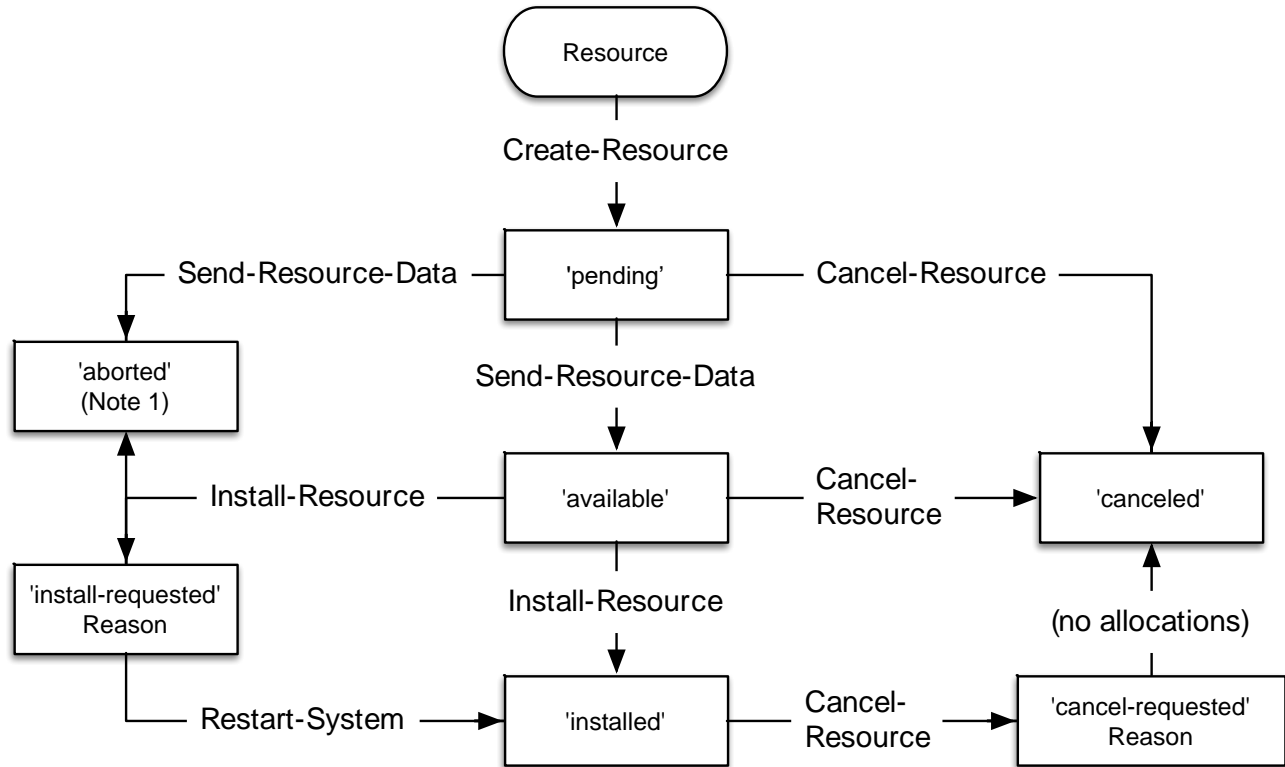 Resource
Create-Resource
Send-Resource-Data
'pending’
Cancel-Resource
'aborted'
(Note 1)
Send-Resource-Data
Install-Resource
'available'
Cancel-
Resource
'canceled'
'install-requested'
Reason
Install-Resource
(no allocations)
Restart-System
'installed'
Cancel-
Resource
'cancel-requested'
Reason